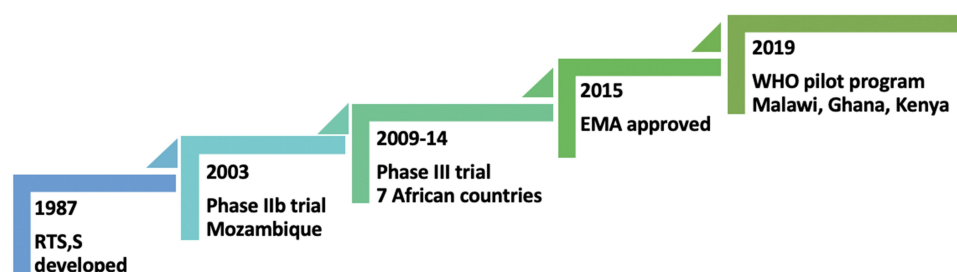 1987
RTS,S
developed
2003
Phase IIb trial
Mozambique
2009-14
Phase III trial
7 African countries
2015
EMA approved
2019
WHO pilot program
Malawi, Ghana, Kenya